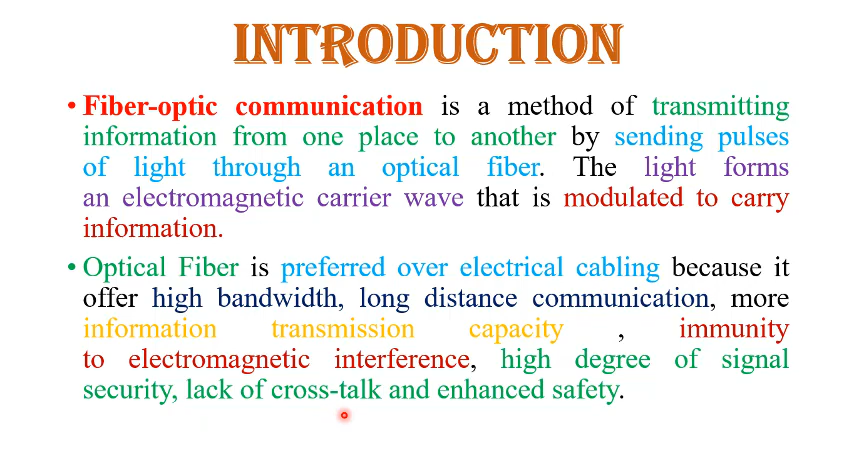 INTRODUCTION
• Fiber-optic communication is a method of transmitting
information from one place to another by sending pulses
of light through an optical fiber. The light forms
an electromagnetic carrier wave that is modulated to carry
information.
• Optical Fiber is preferred over electrical cabling because it
offer high bandwidth, long distance communication, more
information transmission capacity , immunity
to electromagnetic interference, high degree of signal
security, lack of cross-talk and enhanced safety.